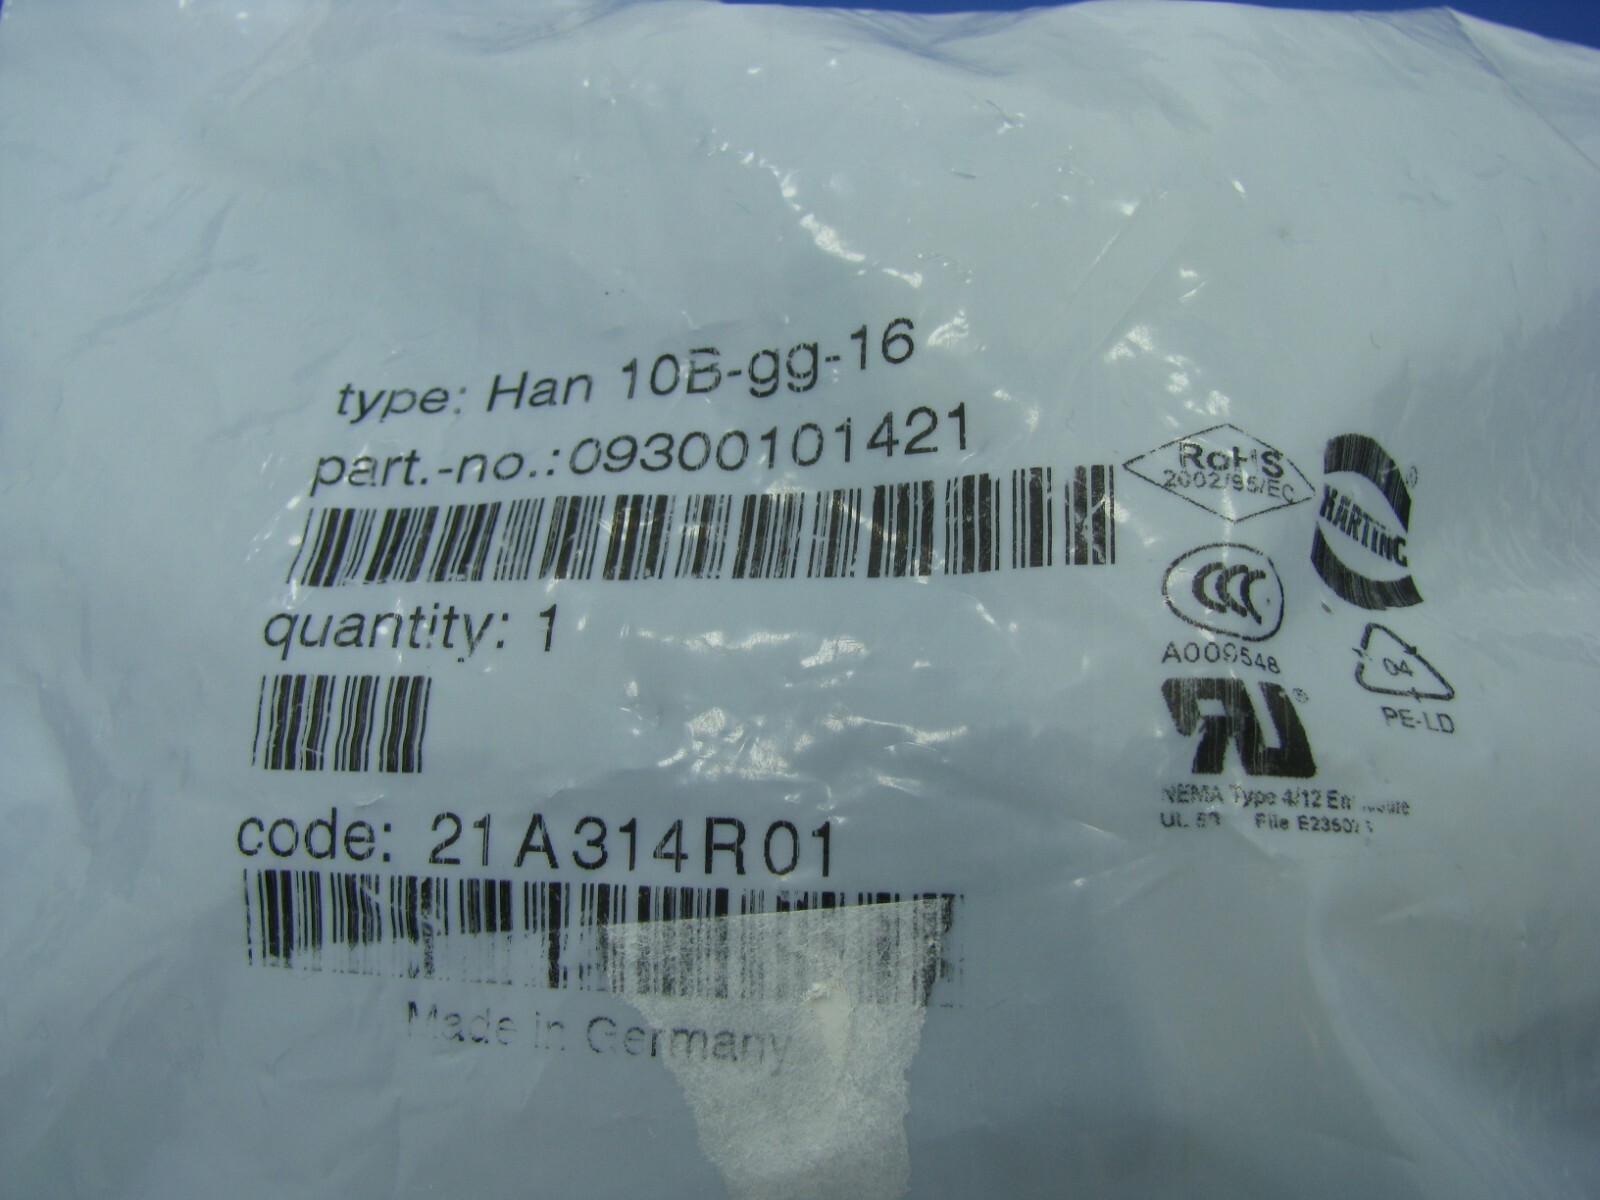 type: Han 10B-gg-16
part.-no.:09300101421
quantity: 1
code: 21A314R01
Made in Germany
RoHS
2002/95/EC
HARTING
®
CCC
A009548
04
PE-LD
®
NEMA Type 4/12
UL File